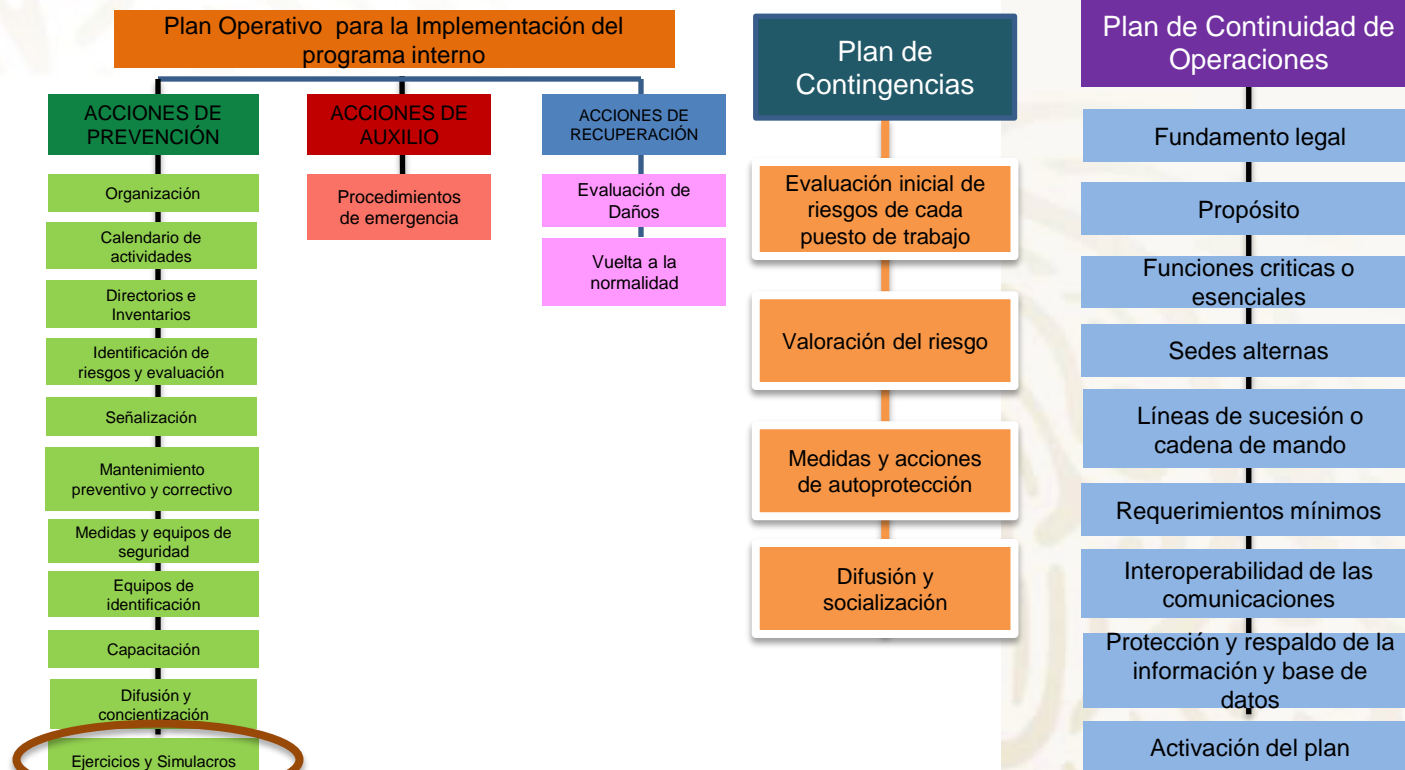 Plan Operativo para la Implementación del
programa interno
ACCIONES DE
PREVENCIÓN
Organización
Calendario de
actividades
Directorios e
Inventarios
Identificación de
riesgos y evaluación
Señalización
Mantenimiento
preventivo y correctivo
Medidas y equipos de
seguridad
Equipos de
identificación
Capacitación
Difusión y
concientización
Ejercicios y Simulacros
ACCIONES DE
AUXILIO
Procedimientos
de emergencia
ACCIONES DE
RECUPERACIÓN
Evaluación de
Daños
Vuelta a la
normalidad
Plan de
Contingencias
Evaluación inicial de
riesgos de cada
puesto de trabajo
Valoración del riesgo
Medidas y acciones
de autoprotección
Difusión y
socialización
Plan de Continuidad de
Operaciones
Fundamento legal
Propósito
Funciones criticas o
esenciales
Sedes alternas
Líneas de sucesión o
cadena de mando
Requerimientos mínimos
Interoperabilidad de las
comunicaciones
Protección y respaldo de la
información y base de
datos
Activación del plan